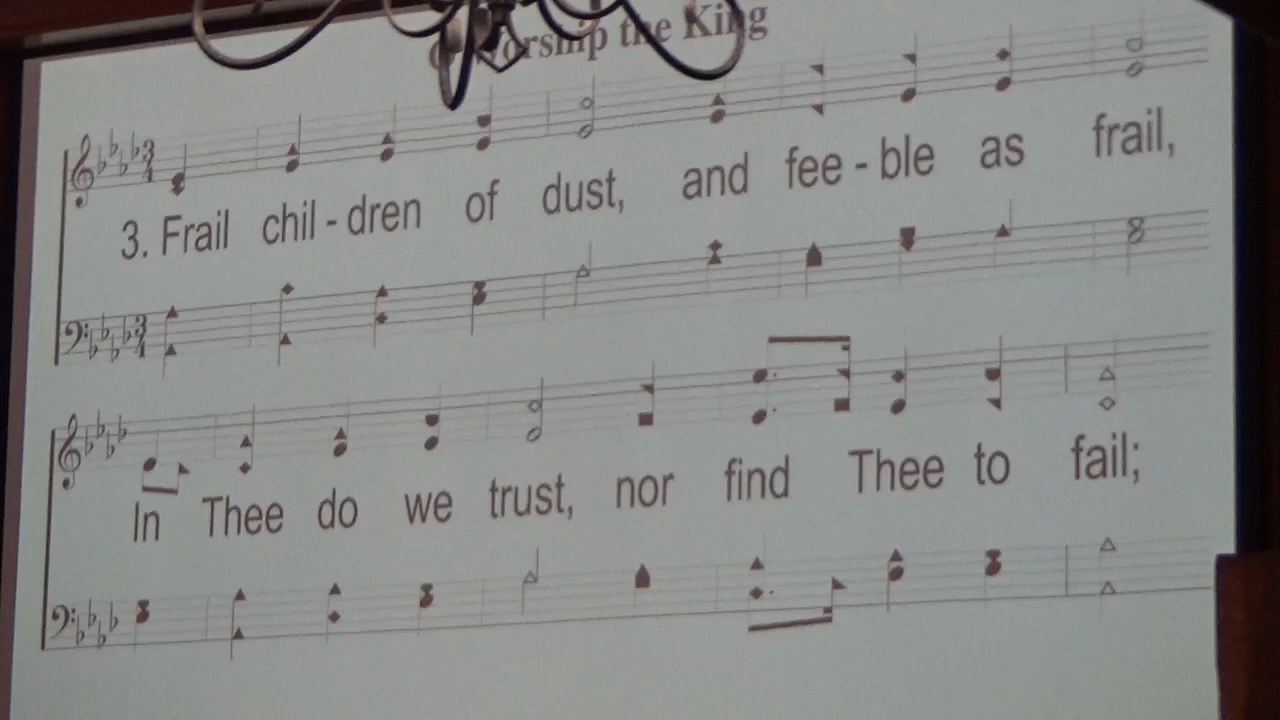 O Worship the King
3. Frail chil - dren of dust, and fee - ble as frail,
In Thee do we trust, nor find Thee to fail;